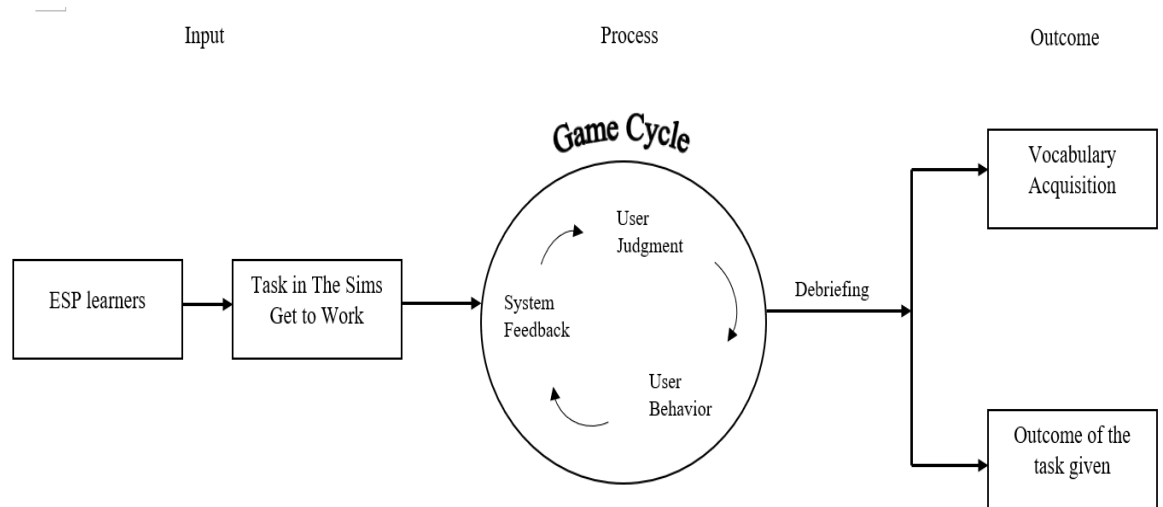 Input
Process
Outcome
Game Cycle
ESP learners
Task in The Sims
Get to Work
User
Judgment
System
Feedback
User
Behavior
Debriefing
Vocabulary
Acquisition
Outcome of the
task given